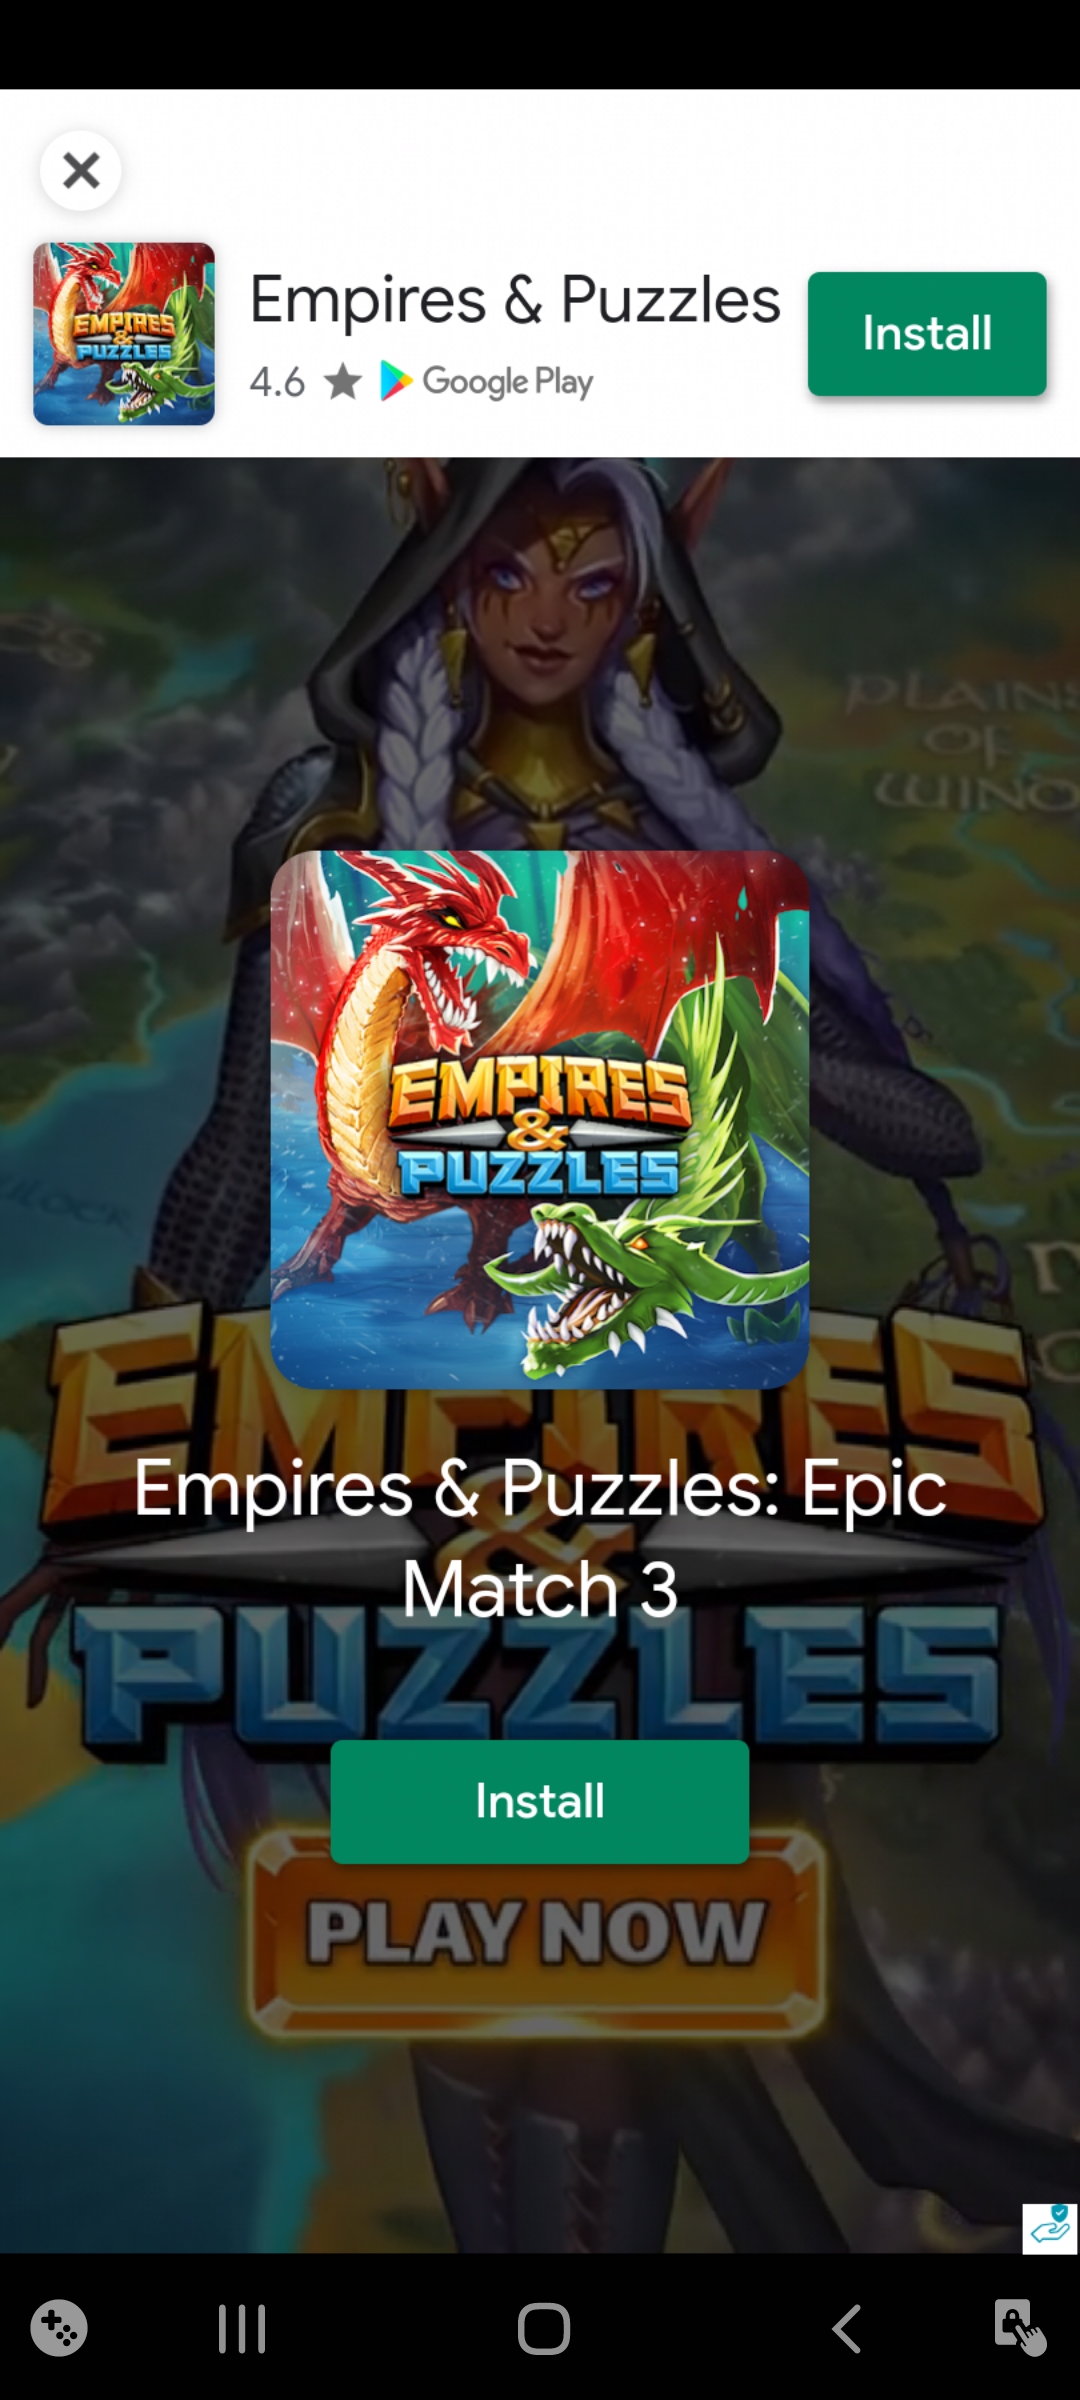 Empires & Puzzles
Install
4.6 ★ Google Play
PLAINS
OF
WIND
EMPIRES
&
PUZZLES
EMPIRES
&
PUZZLES
Empires & Puzzles: Epic
Match 3
EMPIRES
&
PUZZLES
Install
PLAY NOW